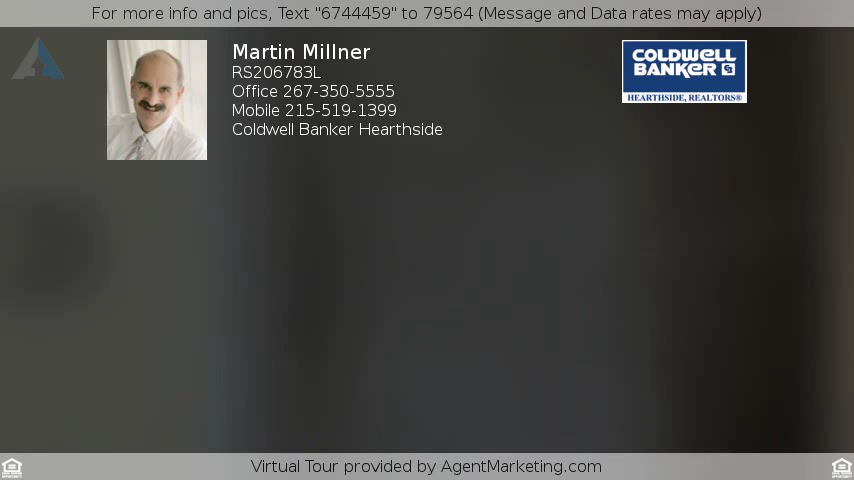 For more info and pics, Text "6744459" to 79564 (Message and Data rates may apply)
Martin Millner
RS206783L
Office 267-350-5555
Mobile 215-519-1399
Coldwell Banker Hearthside
COLDWELL
BANKER CB
HEARTHSIDE, REALTORS®
Virtual Tour provided by AgentMarketing.com